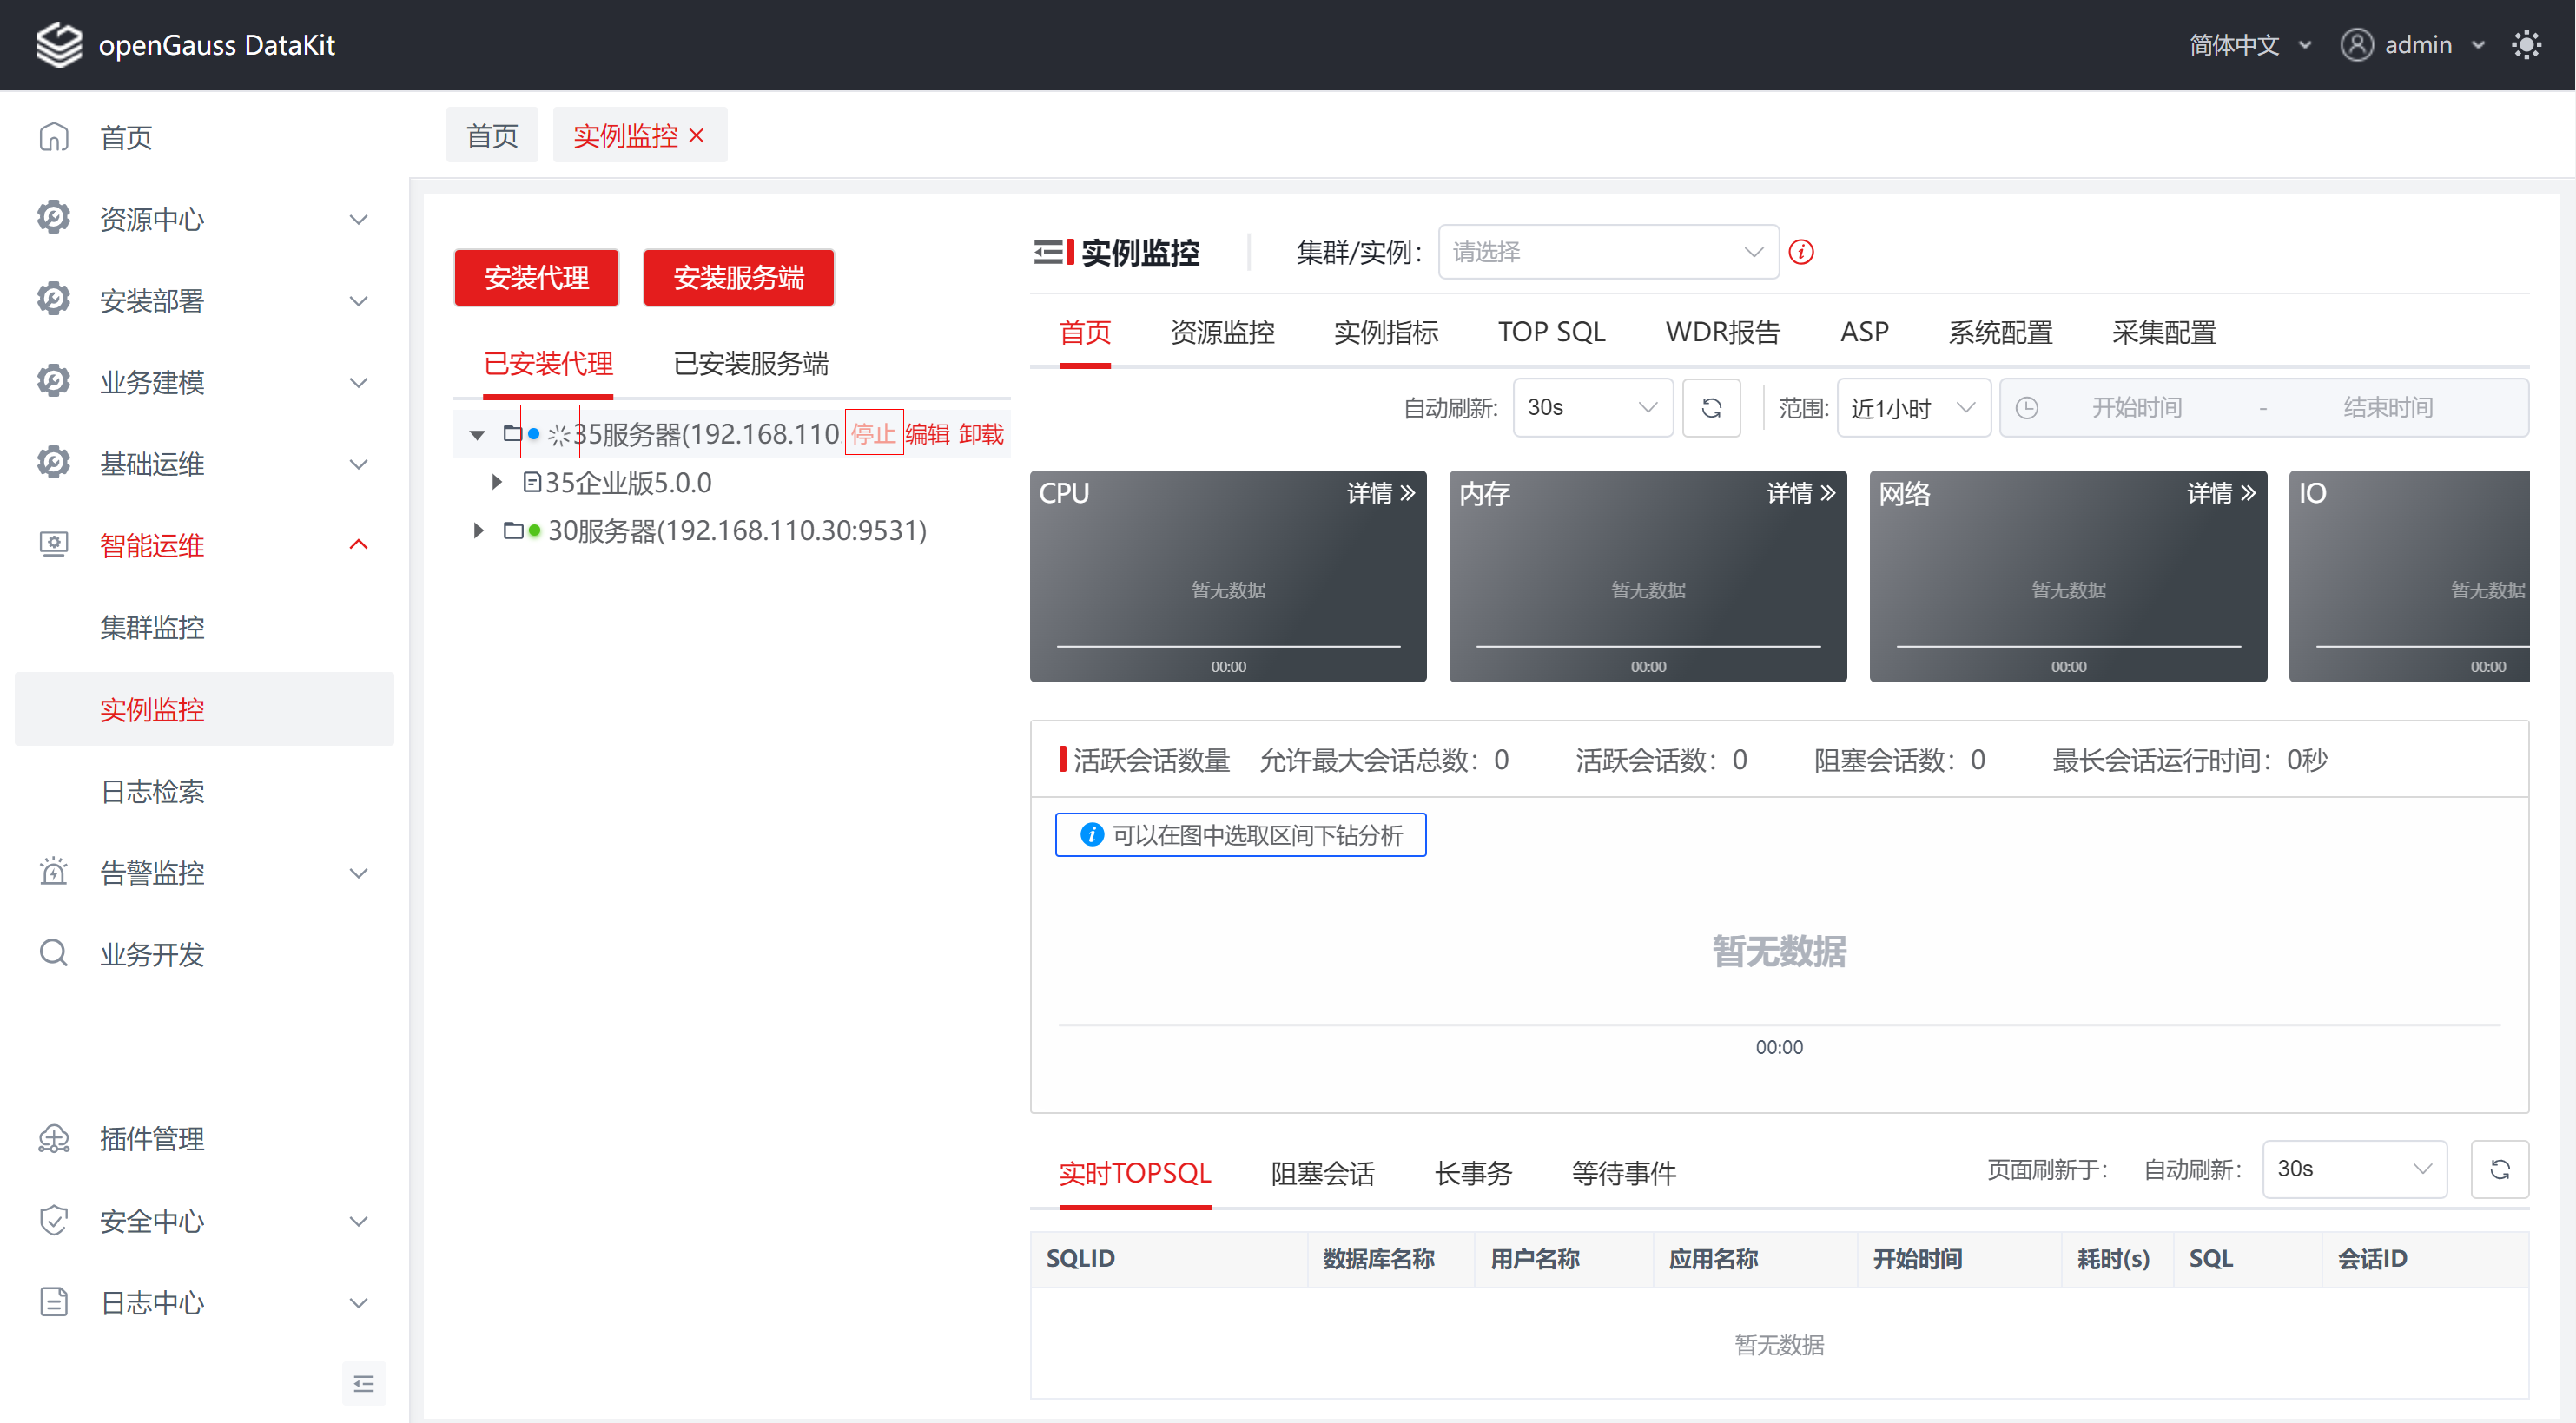 openGauss DataKit
简体中文
admin
首页
资源中心
安装部署
业务建模
基础运维
智能运维
集群监控
实例监控
日志检索
告警监控
业务开发
插件管理
安全中心
日志中心
首页 实例监控
安装代理 安装服务端
已安装代理 已安装服务端
35服务器(192.168.110. 停止 编辑 卸载
35企业版5.0.0
30服务器(192.168.110.30:9531)
实例监控 集群/实例： 请选择
首页 资源监控 实例指标 TOP SQL WDR报告 ASP 系统配置 采集配置
自动刷新: 30s 范围: 近1小时 开始时间 - 结束时间
CPU 详情
暂无数据
00:00
内存 详情
暂无数据
00:00
网络 详情
暂无数据
00:00
IO
暂无数据
00:00
活跃会话数量 允许最大会话总数：0 活跃会话数：0 阻塞会话数：0 最长会话运行时间：0秒
可以在图中选取区间下钻分析
暂无数据
00:00
实时TOPSQL 阻塞会话 长事务 等待事件 页面刷新于： 自动刷新： 30s
SQLID 数据库名称 用户名称 应用名称 开始时间 耗时(s) SQL 会话ID
暂无数据